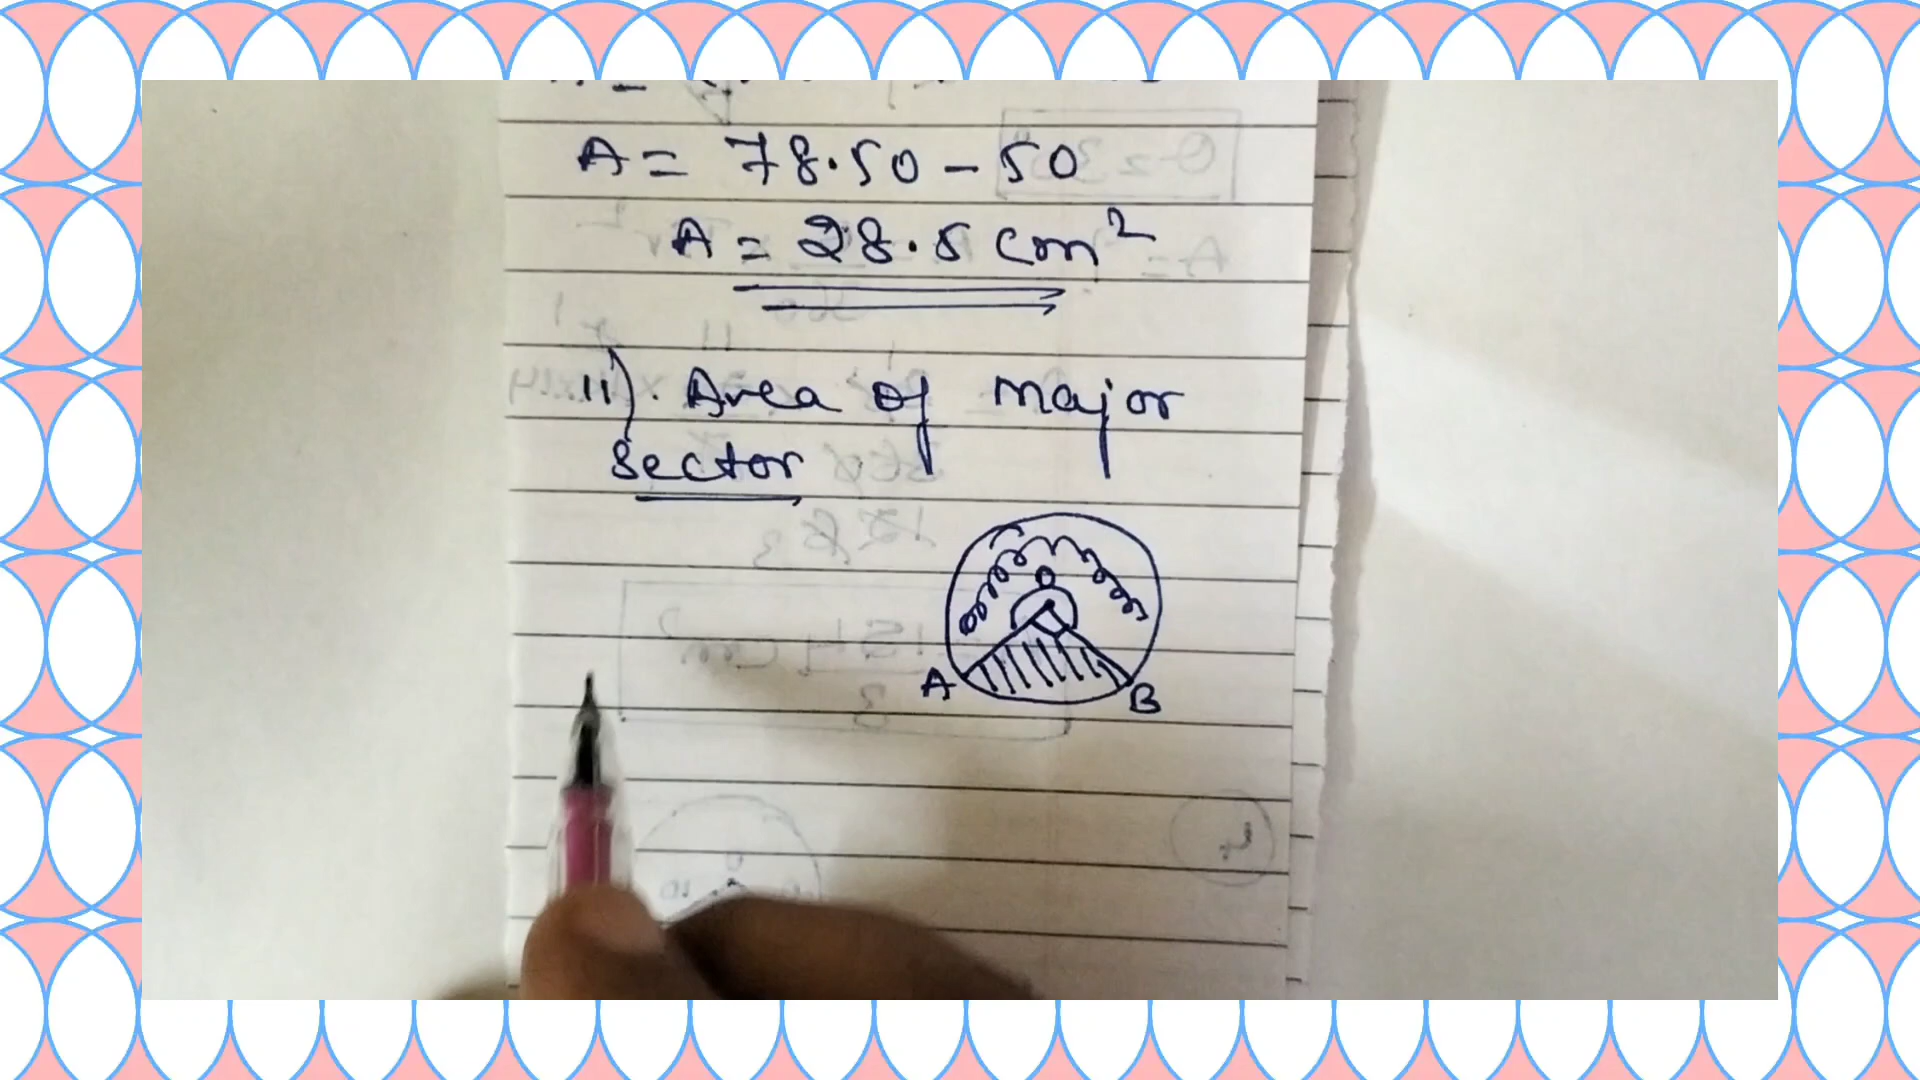 A = 78.50 - 50
A = 28.5 cm²
ii). Area of major
sector
O
A
B